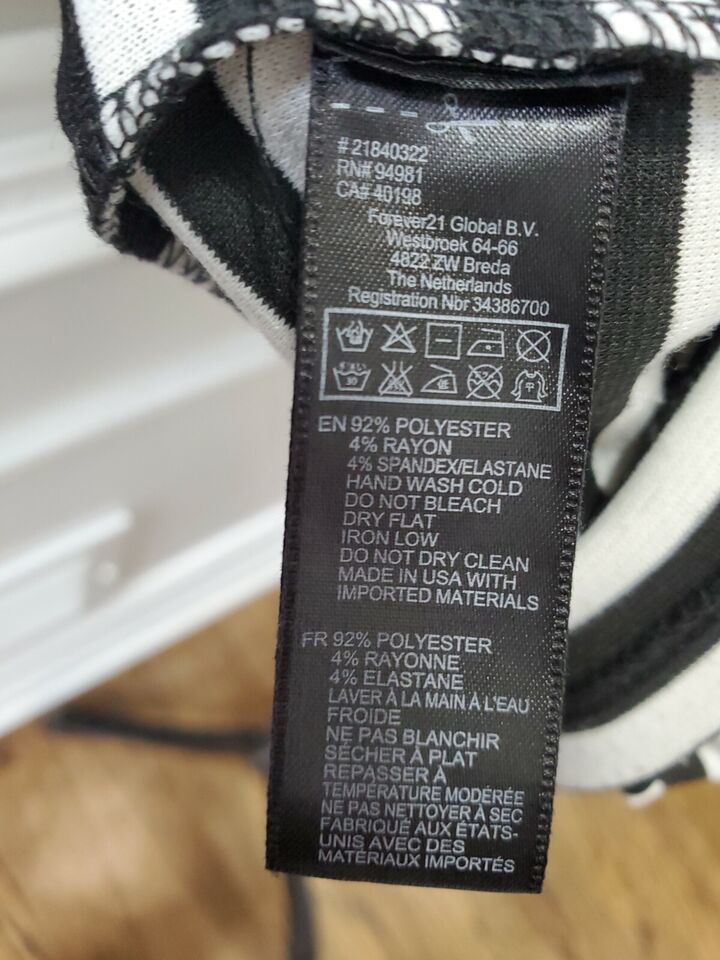 # 21840322
RN# 94981
CA# 40198
Forever21 Global B.V.
Westbroek 64-66
4822 ZW Breda
The Netherlands
Registration Nbr 34386700
30
EN 92% POLYESTER
4% RAYON
4% SPANDEX/ELASTANE
HAND WASH COLD
DO NOT BLEACH
DRY FLAT
IRON LOW
DO NOT DRY CLEAN
MADE IN USA WITH
IMPORTED MATERIALS
FR 92% POLYESTER
4% RAYONNE
4% ELASTANE
LAVER À LA MAIN À L'EAU
FROIDE
NE PAS BLANCHIR
SÉCHER À PLAT
REPASSER À
TEMPÉRATURE MODÉRÉE
NE PAS NETTOYER À SEC
FABRIQUÉ AUX ÉTATS-
UNIS AVEC DES
MATÉRIAUX IMPORTÉS